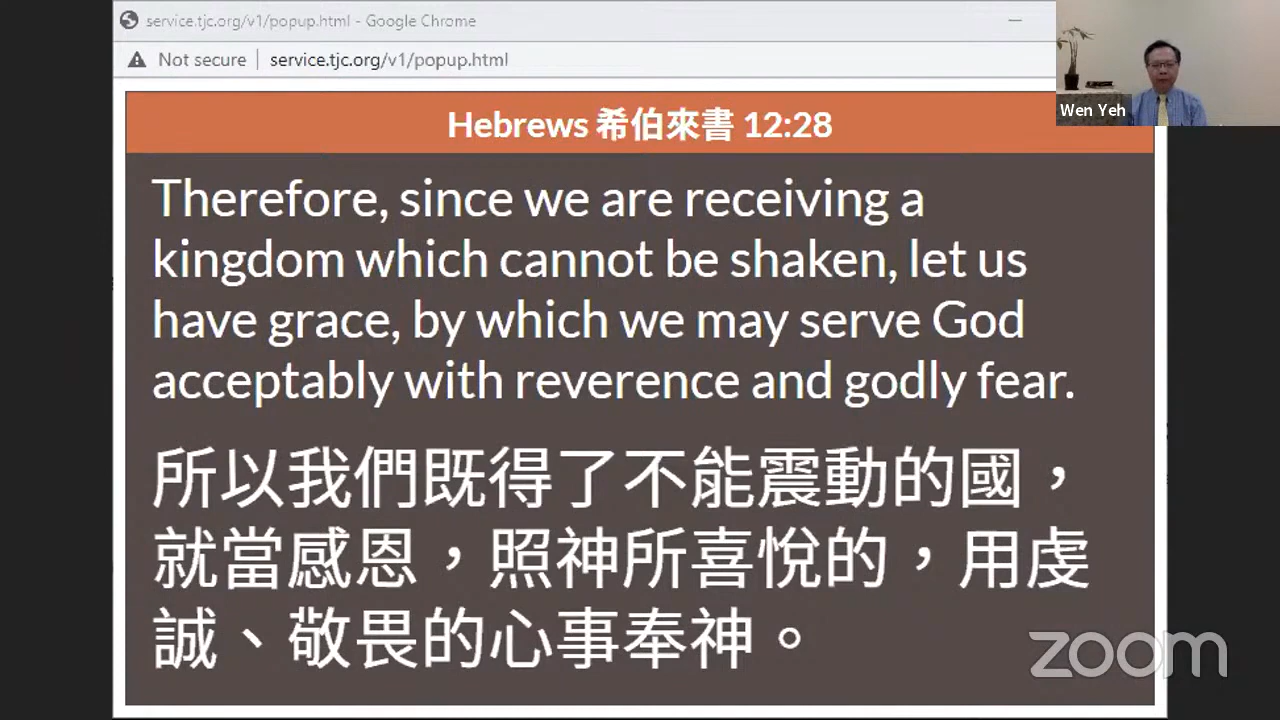 service.tjc.org/v1/popup.html - Google Chrome
Not secure | service.tjc.org/v1/popup.html
Wen Yeh
Hebrews 希伯來書 12:28
Therefore, since we are receiving a
kingdom which cannot be shaken, let us
have grace, by which we may serve God
acceptably with reverence and godly fear.
所以我們既得了不能震動的國，
就當感恩，照神所喜悅的，用虔
誠、敬畏的心事奉神。
zoom